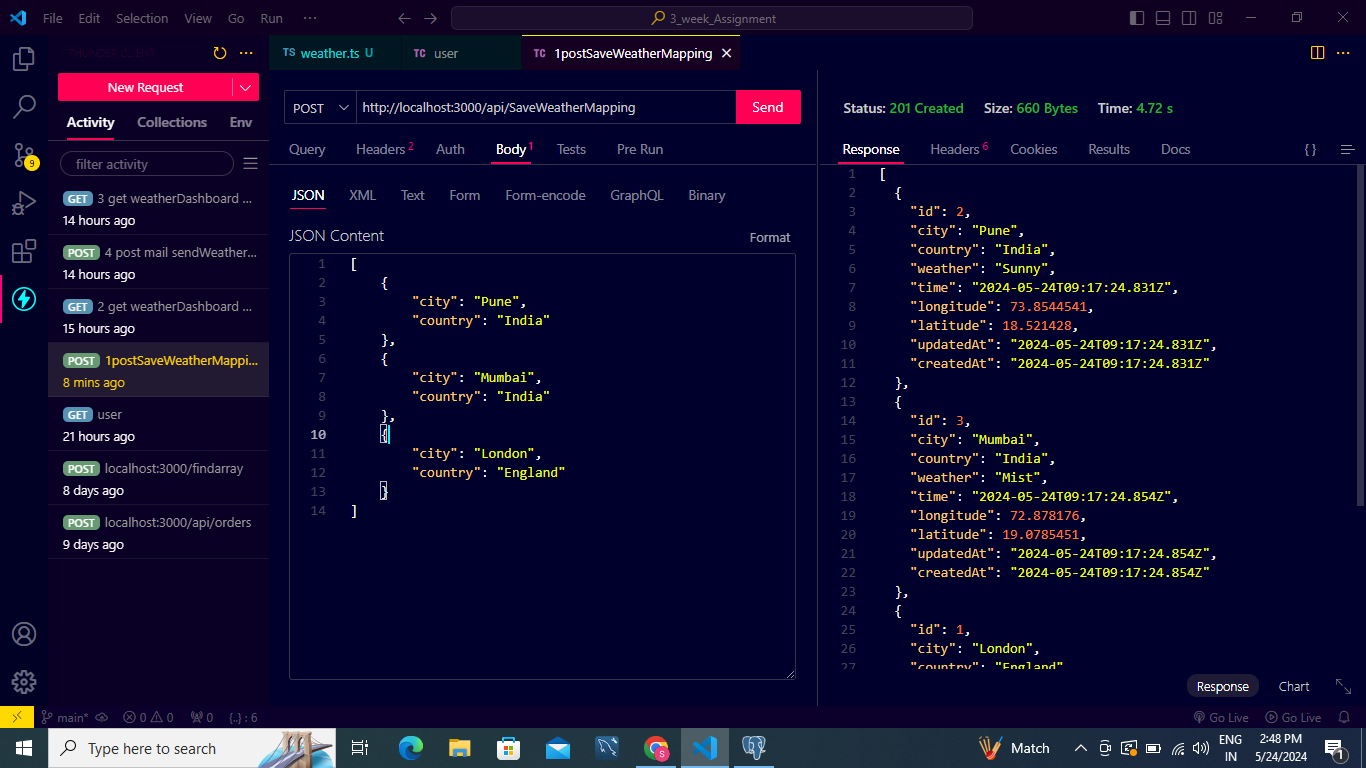 File Edit Selection View Go Run ··· 3_week_Assignment
THUNDER CLIENT
New Request
Activity Collections Env
filter activity
GET 3 get weatherDashboard ...
14 hours ago
POST 4 post mail sendWeather...
14 hours ago
GET 2 get weatherDashboard ...
15 hours ago
POST 1postSaveWeatherMappi...
8 mins ago
GET user
21 hours ago
POST localhost:3000/findarray
8 days ago
POST localhost:3000/api/orders
9 days ago
9
TS weather.ts U TC user TC 1postSaveWeatherMapping
POST http://localhost:3000/api/SaveWeatherMapping Send
Query Headers 2 Auth Body 1 Tests Pre Run
JSON XML Text Form Form-encode GraphQL Binary
JSON Content Format
1 [
2 {
3 "city": "Pune",
4 "country": "India"
5 },
6 {
7 "city": "Mumbai",
8 "country": "India"
9 },
10 {
11 "city": "London",
12 "country": "England"
13 }
14 ]
Status: 201 Created Size: 660 Bytes Time: 4.72 s
Response Headers 6 Cookies Results Docs { }
1 [
2 {
3 "id": 2,
4 "city": "Pune",
5 "country": "India",
6 "weather": "Sunny",
7 "time": "2024-05-24T09:17:24.831Z",
8 "longitude": 73.8544541,
9 "latitude": 18.521428,
10 "updatedAt": "2024-05-24T09:17:24.831Z",
11 "createdAt": "2024-05-24T09:17:24.831Z"
12 },
13 {
14 "id": 3,
15 "city": "Mumbai",
16 "country": "India",
17 "weather": "Mist",
18 "time": "2024-05-24T09:17:24.854Z",
19 "longitude": 72.878176,
20 "latitude": 19.0785451,
21 "updatedAt": "2024-05-24T09:17:24.854Z",
22 "createdAt": "2024-05-24T09:17:24.854Z"
23 },
24 {
25 "id": 1,
26 "city": "London",
27 "country": "England"
Response Chart
main* 0 0 0 {..} : 6 Go Live Go Live
Type here to search Match ENG IN 2:48 PM 5/24/2024 1